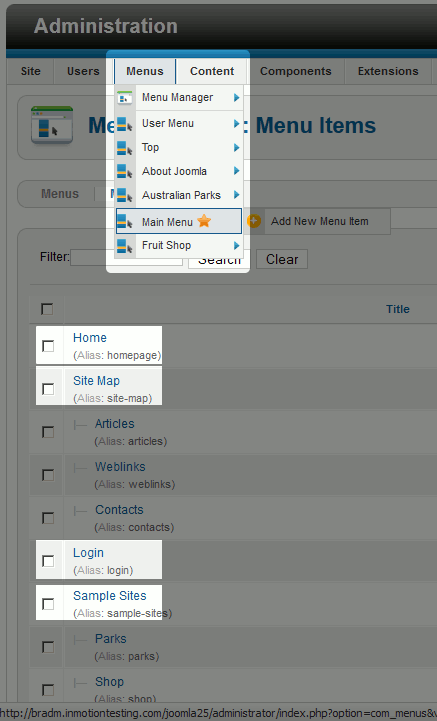 Administration
Site Users Menus Content Components Extensions
Menu Manager
Me : Menu Items
User Menu
Top
About Joomla
Menus Australian Parks
Main Menu Add New Menu Item
Fruit Shop
Filter: Search Clear
Title
Home
(Alias: homepage)
Site Map
(Alias: site-map)
Articles
(Alias: articles)
Weblinks
(Alias: weblinks)
Contacts
(Alias: contacts)
Login
(Alias: login)
Sample Sites
(Alias: sample-sites)
Parks
(Alias: parks)
Shop
(Alias: shop)
http://bradm.inmotiontesting.com/joomla25/administrator/index.php?option=com_menus&v